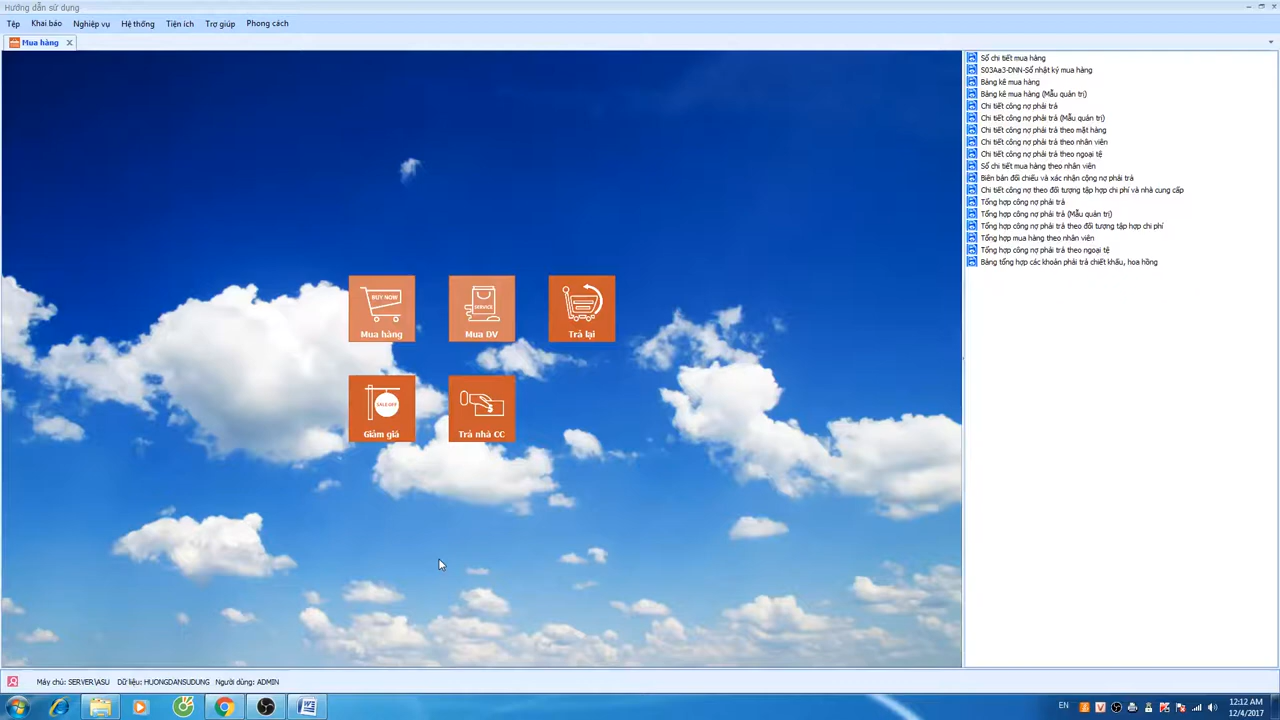 Hướng dẫn sử dụng
Tệp Khai báo Nghiệp vụ Hệ thống Tiện ích Trợ giúp Phong cách
Mua hàng
Sổ chi tiết mua hàng
S03Aa3-DNN-Sổ nhật ký mua hàng
Bảng kê mua hàng
Bảng kê mua hàng (Mẫu quản trị)
Chi tiết công nợ phải trả
Chi tiết công nợ phải trả (Mẫu quản trị)
Chi tiết công nợ phải trả theo mặt hàng
Chi tiết công nợ phải trả theo nhân viên
Chi tiết công nợ phải trả theo ngoại tệ
Sổ chi tiết mua hàng theo nhân viên
Biên bản đối chiếu và xác nhận công nợ phải trả
Chi tiết công nợ theo đối tượng tập hợp chi phí và nhà cung cấp
Tổng hợp công nợ phải trả
Tổng hợp công nợ phải trả (Mẫu quản trị)
Tổng hợp công nợ phải trả theo đối tượng tập hợp chi phí
Tổng hợp mua hàng theo nhân viên
Tổng hợp công nợ phải trả theo ngoại tệ
Bảng tổng hợp các khoản phải trả chiết khấu, hoa hồng
BUY NOW
Mua hàng
SERVICE
Mua DV
Trả lại
SALE OFF
Giảm giá
Trả nhà CC
Máy chủ: SERVER\ASU Dữ liệu: HUONGDANSUDUNG Người dùng: ADMIN
EN
12:12 AM
12/4/2017